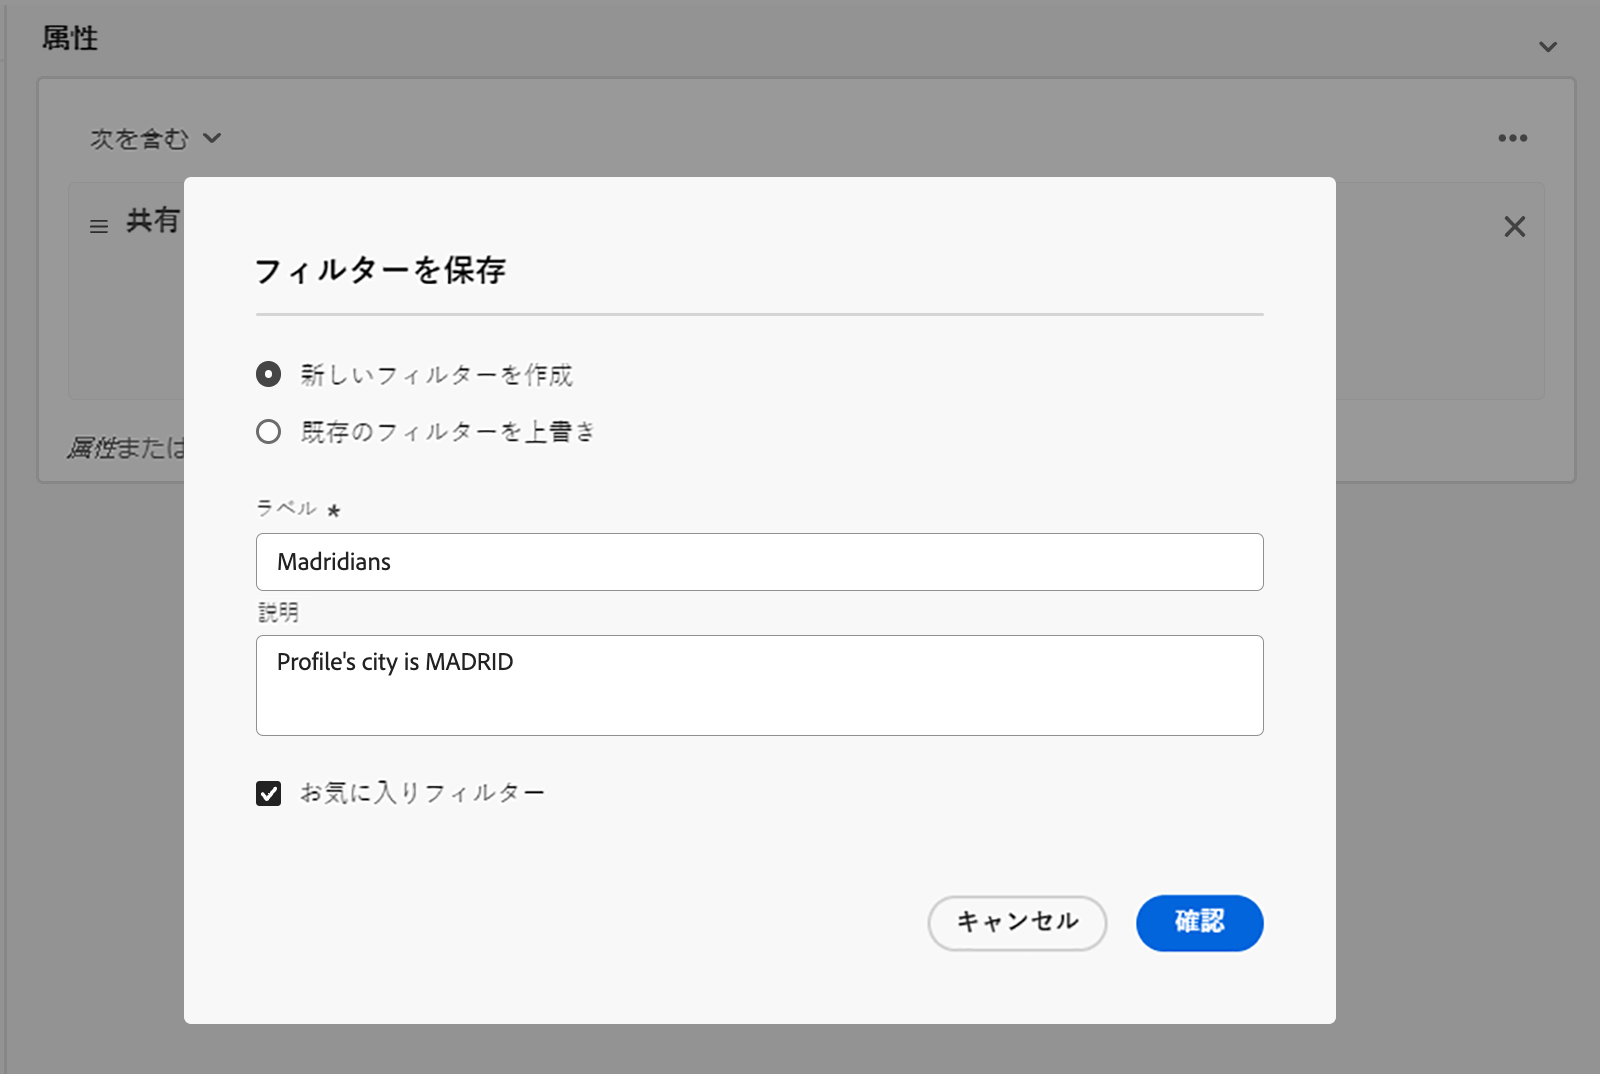 属性
次を含む
共有
属性または
フィルターを保存
新しいフィルターを作成
既存のフィルターを上書き
ラベル *
Madridians
説明
Profile's city is MADRID
お気に入りフィルター
キャンセル
確認